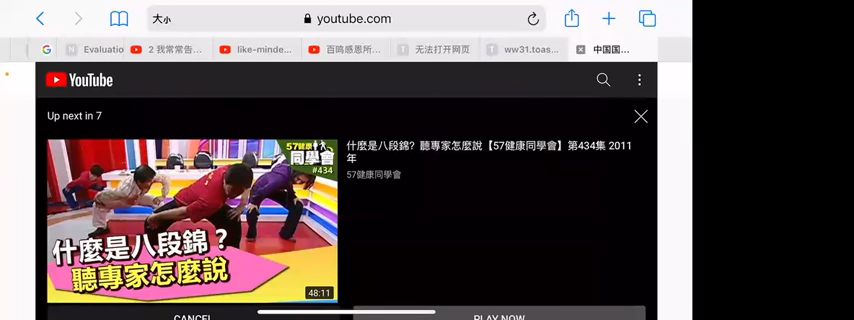 大小 youtube.com
Evaluatio 2 我常常告... like-minde... 百鸣感恩所... 无法打开网页 ww31.toas... 中国国...
YouTube
Up next in 7
什麼是八段錦？聽專家怎麼說【57健康同學會】第434集 2011
年
57健康同學會
57健康
同學會
#434
什麼是八段錦？
聽專家怎麼說
48:11
CANCEL PLAY NOW